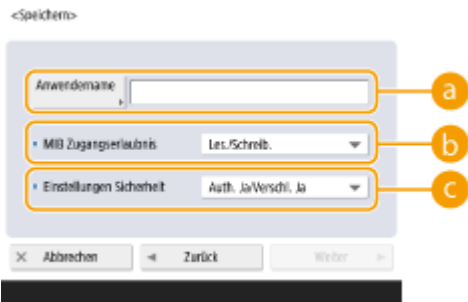 <Speichern>
Anwendername
a
MIB Zugangserlaubnis Les./Schreib.
b
Einstellungen Sicherheit Auth. Ja/Verschl. Ja
c
Abbrechen Zurück Weiter